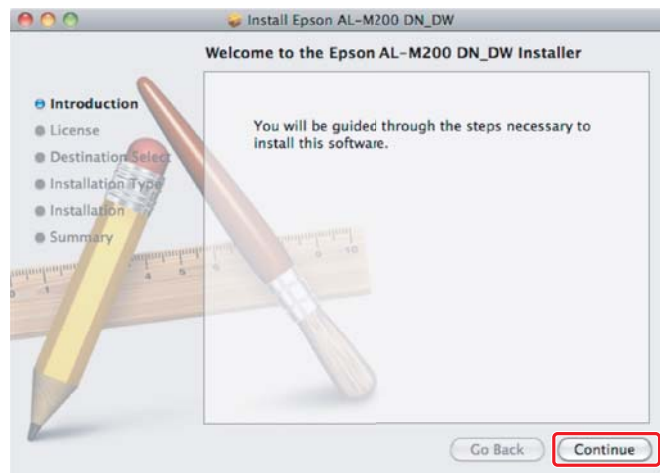 Install Epson AL-M200 DN_DW
Welcome to the Epson AL-M200 DN_DW Installer
Introduction
License
Destination Select
Installation Type
Installation
Summary
You will be guided through the steps necessary to
install this software.
Go Back
Continue